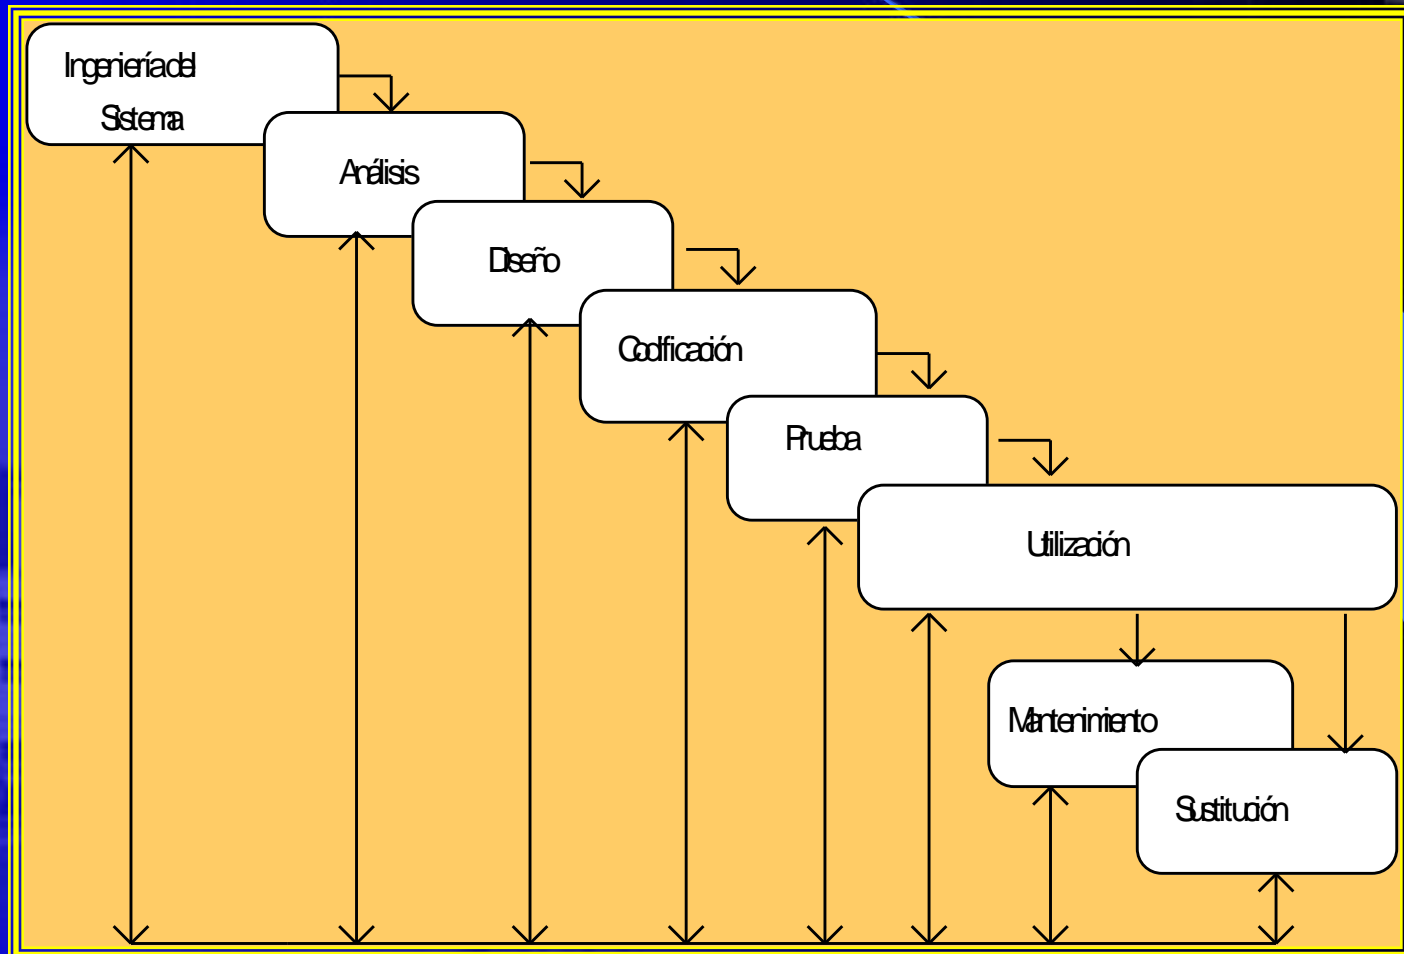 Ingeniería del
Sistema
Análisis
Diseño
Codificación
Prueba
Utilización
Mantenimiento
Sustitución